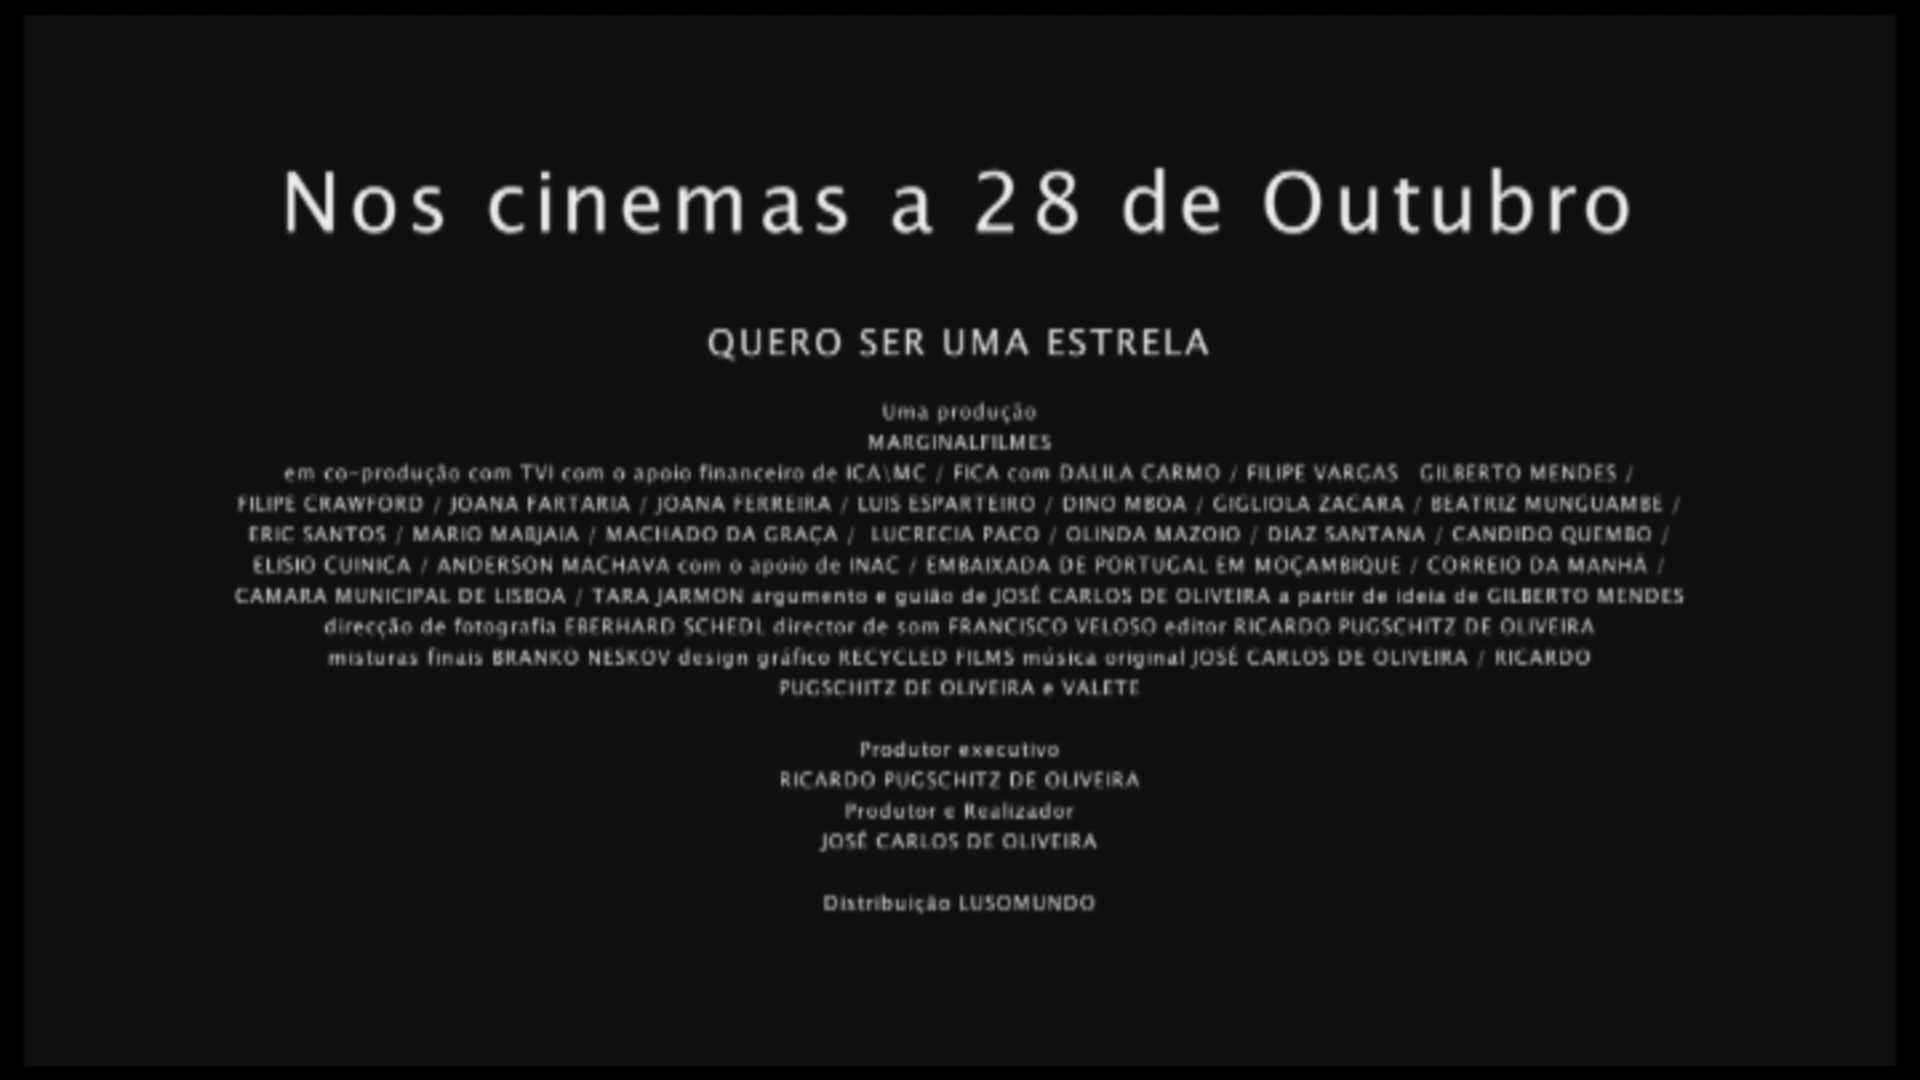 Nos cinemas a 28 de Outubro
QUERO SER UMA ESTRELA
Uma produção
MARGINALFILMES
em co-produção com TVI com o apoio financeiro de ICA\MC / FICA com DALILA CARMO / FILIPE VARGAS GILBERTO MENDES /
FILIPE CRAWFORD / JOANA FARTARIA / JOANA FERREIRA / LUIS ESPARTEIRO / DINO MBOA / GIGLIOLA ZACARA / BEATRIZ MUNGUAMBE /
ERIC SANTOS / MARIO MABJAIA / MACHADO DA GRAÇA / LUCRECIA PACO / OLINDA MAZOIO / DIAZ SANTANA / CANDIDO QUEMBO /
ELISIO CUINICA / ANDERSON MACHAVA com o apoio de INAC / EMBAIXADA DE PORTUGAL EM MOÇAMBIQUE / CORREIO DA MANHÃ /
CAMARA MUNICIPAL DE LISBOA / TARA JARMON argumento e guião de JOSÉ CARLOS DE OLIVEIRA a partir de ideia de GILBERTO MENDES
direcção de fotografia EBERHARD SCHEDL director de som FRANCISCO VELOSO editor RICARDO PUGSCHITZ DE OLIVEIRA
misturas finais BRANKO NESKOV design gráfico RECYCLED FILMS música original JOSÉ CARLOS DE OLIVEIRA / RICARDO
PUGSCHITZ DE OLIVEIRA e VALETE
Produtor executivo
RICARDO PUGSCHITZ DE OLIVEIRA
Produtor e Realizador
JOSÉ CARLOS DE OLIVEIRA
Distribuição LUSOMUNDO